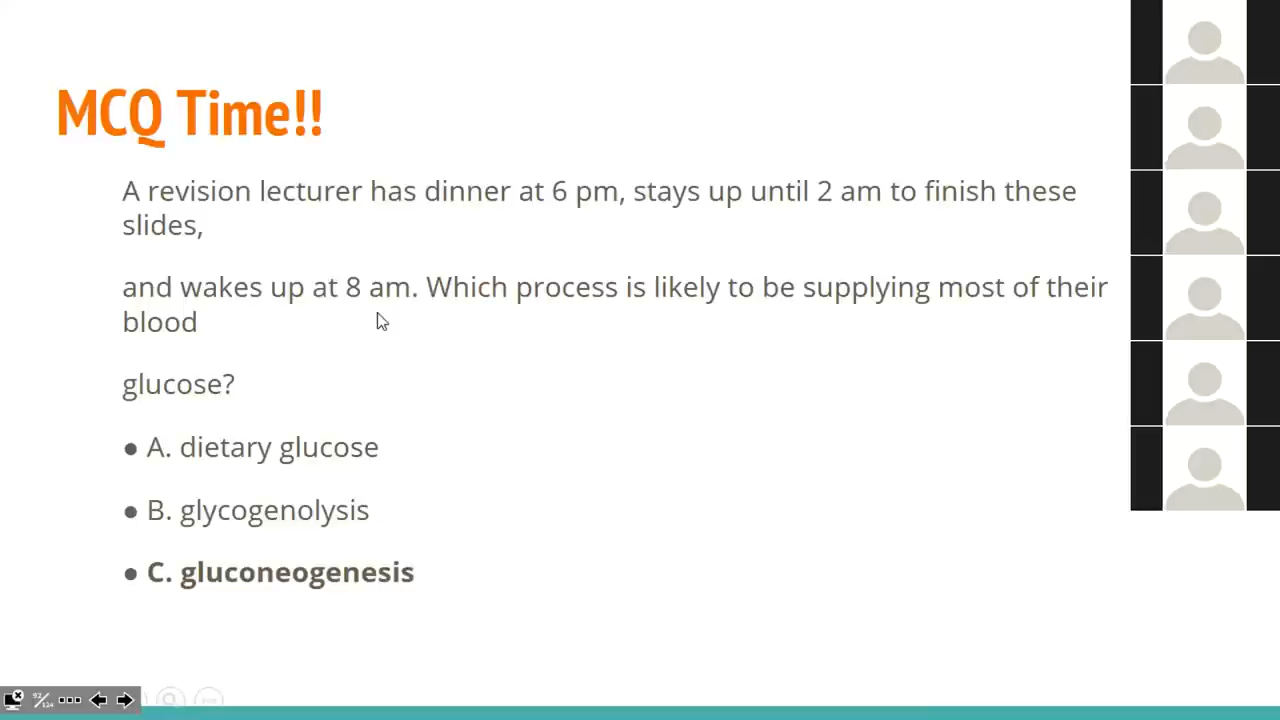 MCQ Time!!
A revision lecturer has dinner at 6 pm, stays up until 2 am to finish these
slides,
and wakes up at 8 am. Which process is likely to be supplying most of their
blood
glucose?
● A. dietary glucose
● B. glycogenolysis
● C. gluconeogenesis
92/124